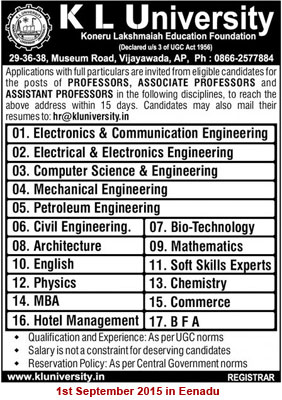 K L University
Koneru Lakshmaiah Education Foundation
(Declared u/s 3 of UGC Act 1956)
29-36-38, Museum Road, Vijayawada, AP, Ph : 0866-2577884
Applications with full particulars are invited from eligible candidates for
the posts of PROFESSORS, ASSOCIATE PROFESSORS and
ASSISTANT PROFESSORS in the following disciplines, to reach the
above address within 15 days. Candidates may also mail their
resumes to: hr@kluniversity.in
01. Electronics & Communication Engineering
02. Electrical & Electronics Engineering
03. Computer Science & Engineering
04. Mechanical Engineering
05. Petroleum Engineering
06. Civil Engineering. 07. Bio-Technology
08. Architecture 09. Mathematics
10. English 11. Soft Skills Experts
12. Physics 13. Chemistry
14. MBA 15. Commerce
16. Hotel Management 17. B F A
• Qualification and Experience: As per UGC norms
• Salary is not a constraint for deserving candidates
• Reservation Policy: As per Central Government norms
www.kluniversity.in REGISTRAR
1st September 2015 in Eenadu